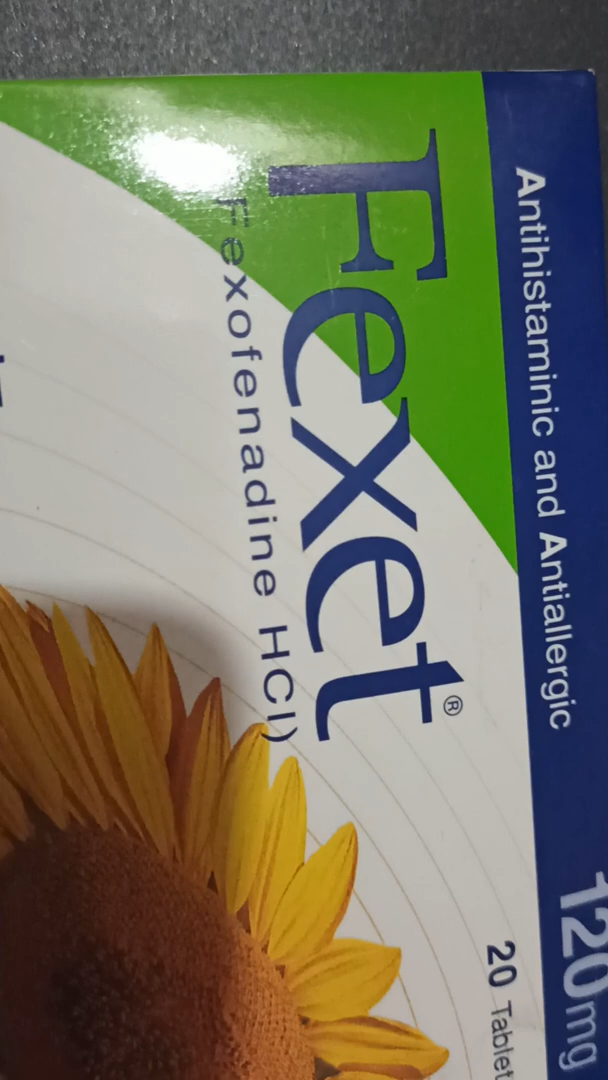 Antihistaminic and Antiallergic
120mg
Fexet®
Fexofenadine HCl)
20 Tablet